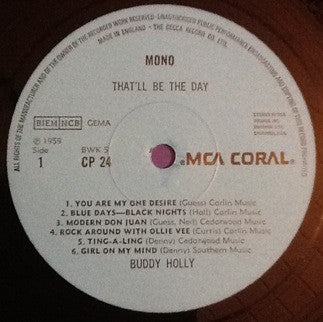 ALL RIGHTS OF THE MANUFACTURER AND OF THE OWNER OF THE RECORDED WORK RESERVED · UNAUTHORISED PUBLIC PERFORMANCE BROADCASTING AND COPYING OF THIS RECORD PROHIBITED
MADE IN ENGLAND · THE DECCA RECORD CO. LTD.
MONO
THAT'LL BE THE DAY
BIEM NCB GEMA
℗ 1959
Side
1
BWK 5
CP 24
MCA CORAL
1. YOU ARE MY ONE DESIRE (Guess) Carlin Music
2. BLUE DAYS—BLACK NIGHTS (Hall) Carlin Music
3. MODERN DON JUAN (Guess, Neal) Cedarwood Music
4. ROCK AROUND WITH OLLIE VEE (Curtis) Carlin Music
5. TING-A-LING (Denny) Cedarwood Music
6. GIRL ON MY MIND (Denny) Southern Music
BUDDY HOLLY